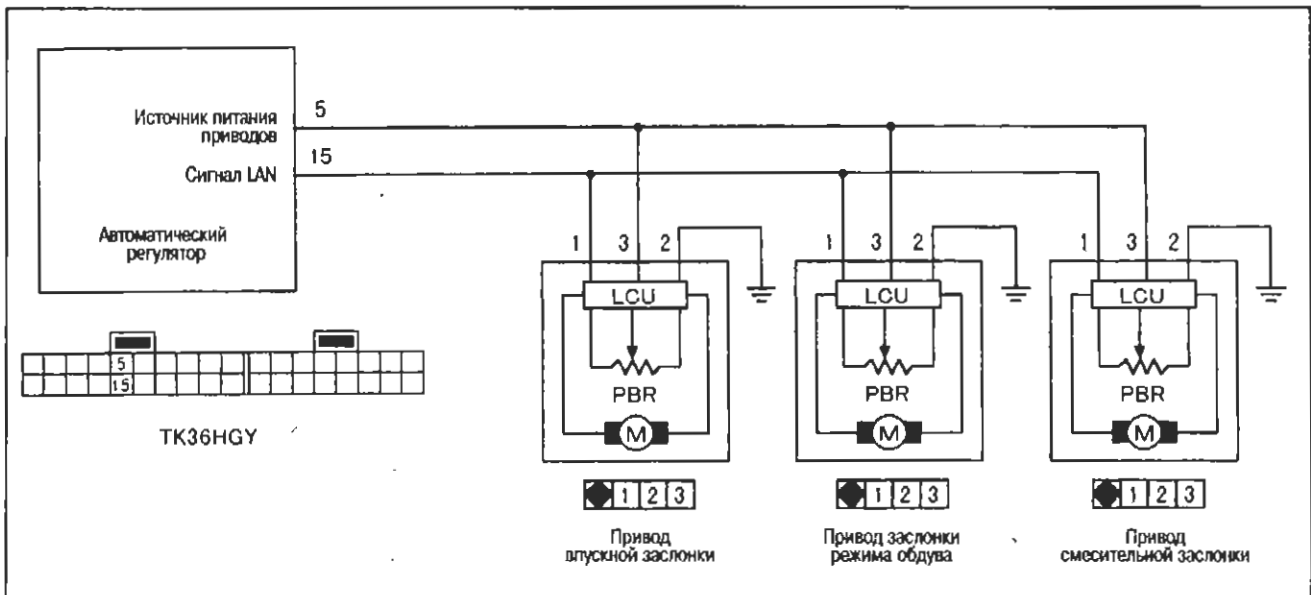 Источник питания
приводов
5
Сигнал LAN
15
Автоматический
регулятор
5
15
TK36HGY
1 3 2
LCU
PBR
M
1 2 3
Привод
впускной заслонки
1 3 2
LCU
PBR
M
1 2 3
Привод заслонки
режима обдува
1 3 2
LCU
PBR
M
1 2 3
Привод
смесительной заслонки